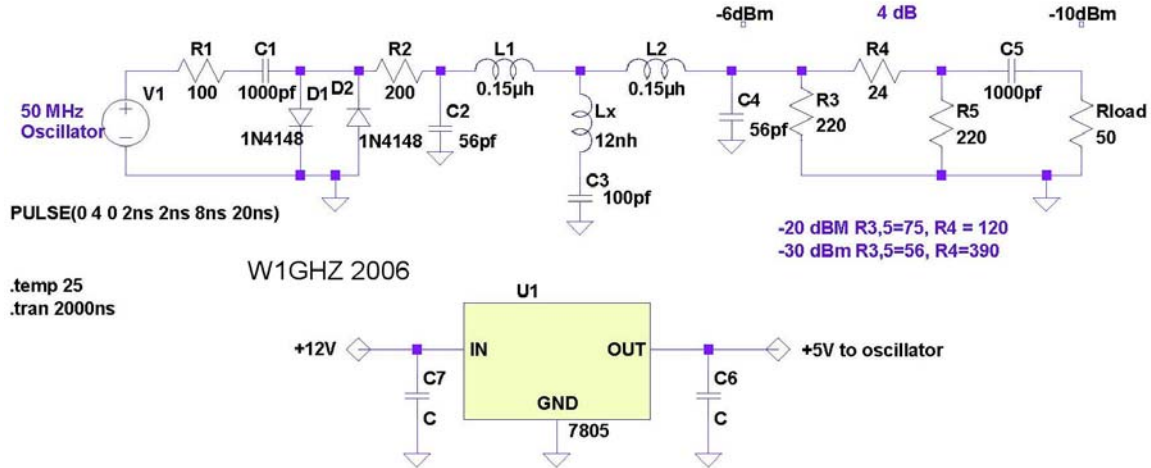 -6dBm
4 dB
-10dBm
R1
C1
R2
L1
L2
R4
C5
V1
100
1000pf
D1
D2
200
0.15µh
0.15µh
24
1000pf
50 MHz
Oscillator
1N4148
1N4148
C2
56pf
Lx
12nh
C4
56pf
R3
220
R5
220
Rload
50
C3
100pf
PULSE(0 4 0 2ns 2ns 8ns 20ns)
-20 dBM R3,5=75, R4 = 120
-30 dBm R3,5=56, R4=390
W1GHZ 2006
.temp 25
.tran 2000ns
U1
+12V
IN
OUT
+5V to oscillator
C7
C
GND
C6
C
7805